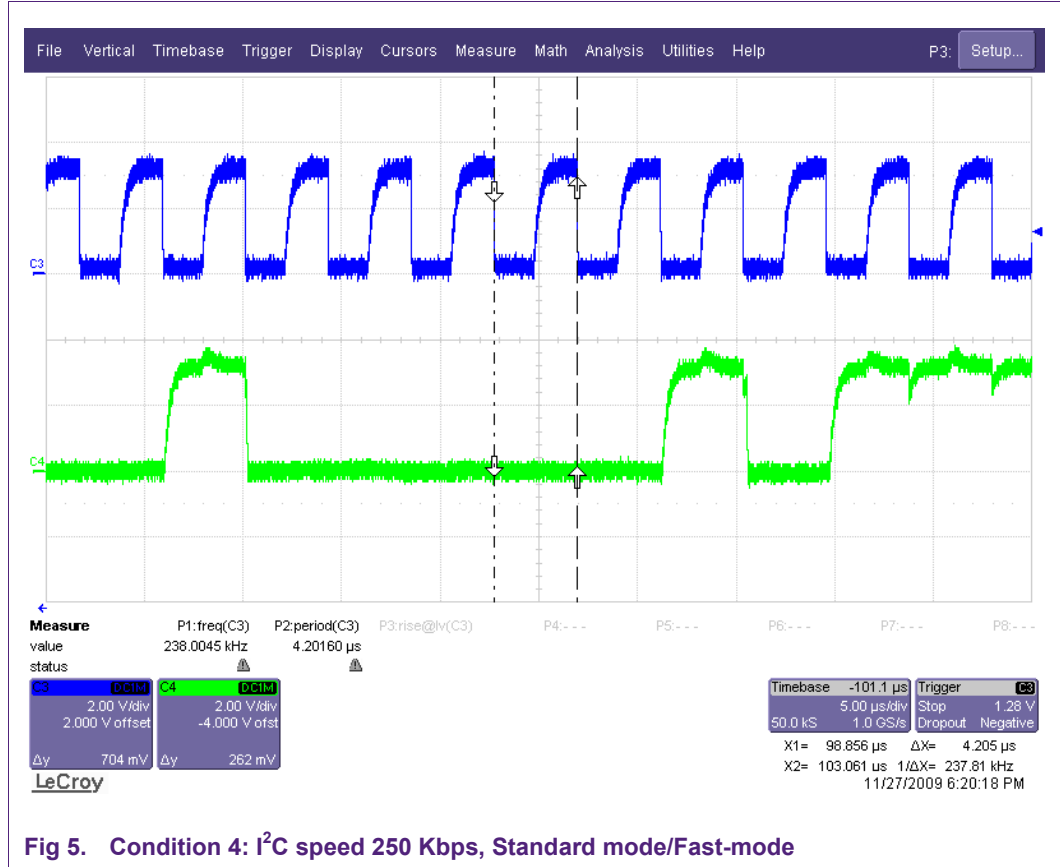 File Vertical Timebase Trigger Display Cursors Measure Math Analysis Utilities Help P3: Setup...
C3
C4
Measure P1:freq(C3) P2:period(C3) P3:rise@lv(C3) P4:- - - P5:- - - P6:- - - P7:- - - P8:- - -
value 238.0045 kHz 4.20160 µs
status
C3 DC1M C4 DC1M Timebase -101.1 µs Trigger C3
2.00 V/div 2.00 V/div 5.00 µs/div Stop 1.28 V
2.000 V offset -4.000 V ofst 50.0 kS 1.0 GS/s Dropout Negative
Δy 704 mV Δy 262 mV X1= 98.856 µs ΔX= 4.205 µs
X2= 103.061 us 1/ΔX= 237.81 kHz
LeCroy 11/27/2009 6:20:18 PM
Fig 5. Condition 4: I²C speed 250 Kbps, Standard mode/Fast-mode